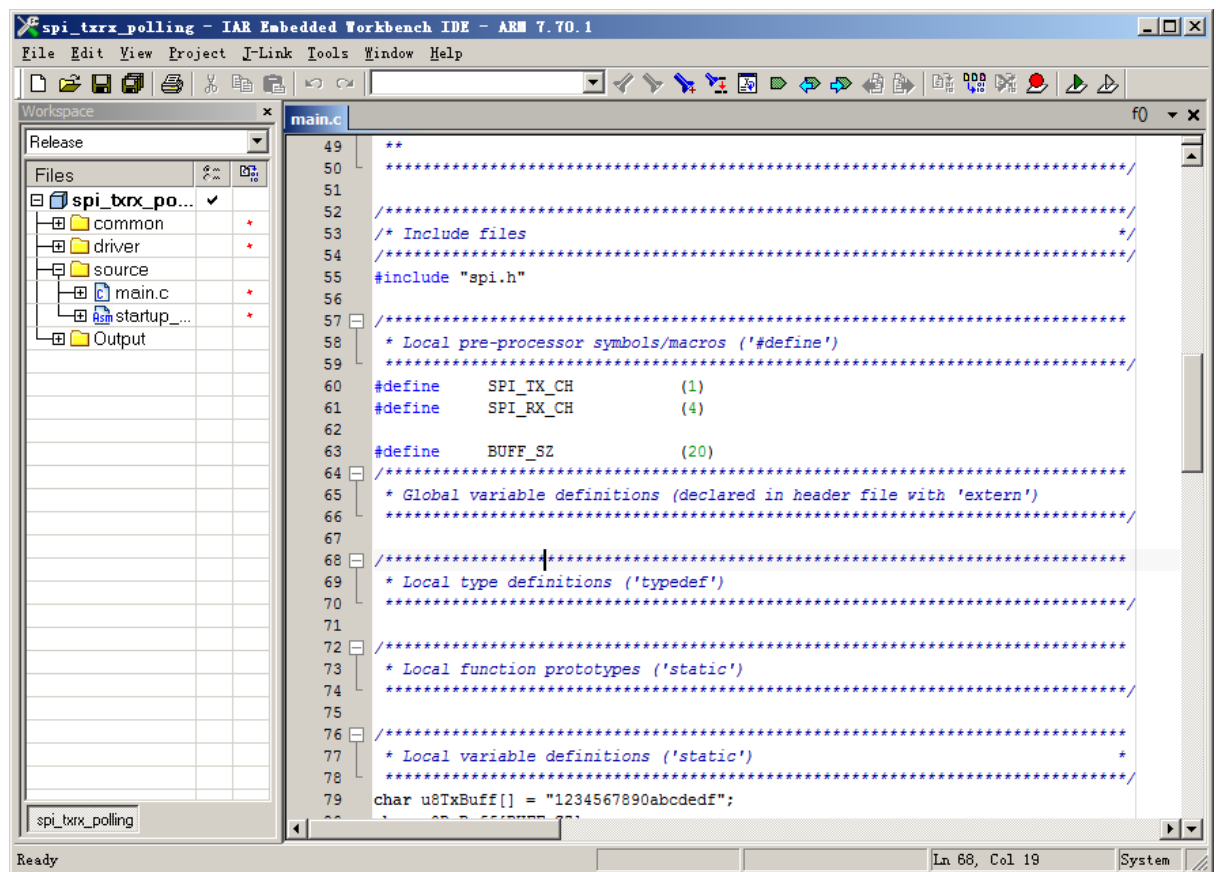 spi_txrx_polling - IAR Embedded Workbench IDE - ARM 7.70.1
File Edit View Project J-Link Tools Window Help
Workspace
Release
Files
spi_txrx_po...
common
driver
source
main.c
startup_...
Output
spi_txrx_polling
main.c
f()
49 **
50 *******************************************************************************/
51
52 /******************************************************************************/
53 /* Include files */
54 /******************************************************************************/
55 #include "spi.h"
56
57 /*******************************************************************************
58 * Local pre-processor symbols/macros ('#define')
59 *******************************************************************************/
60 #define SPI_TX_CH (1)
61 #define SPI_RX_CH (4)
62
63 #define BUFF_SZ (20)
64 /*******************************************************************************
65 * Global variable definitions (declared in header file with 'extern')
66 *******************************************************************************/
67
68 /*******************************************************************************
69 * Local type definitions ('typedef')
70 *******************************************************************************/
71
72 /*******************************************************************************
73 * Local function prototypes ('static')
74 *******************************************************************************/
75
76 /*******************************************************************************
77 * Local variable definitions ('static') *
78 *******************************************************************************/
79 char u8TxBuff[] = "1234567890abcdedf";
Ready
Ln 68, Col 19
System